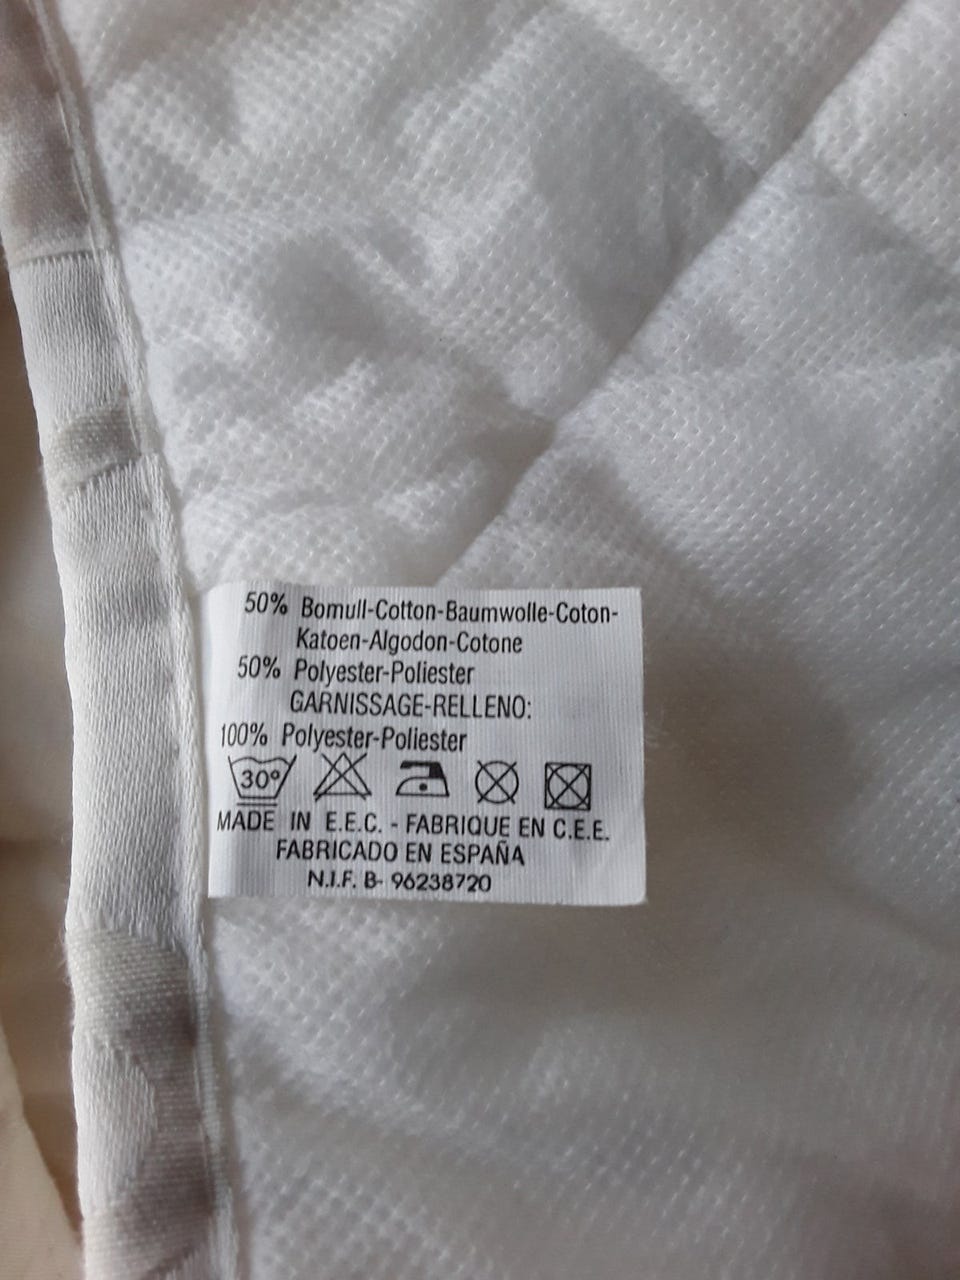 50% Bomull-Cotton-Baumwolle-Coton-
Katoen-Algodon-Cotone
50% Polyester-Poliester
GARNISSAGE-RELLENO:
100% Polyester-Poliester
30º
MADE IN E.E.C. - FABRIQUE EN C.E.E.
FABRICADO EN ESPAÑA
N.I.F. B- 96238720